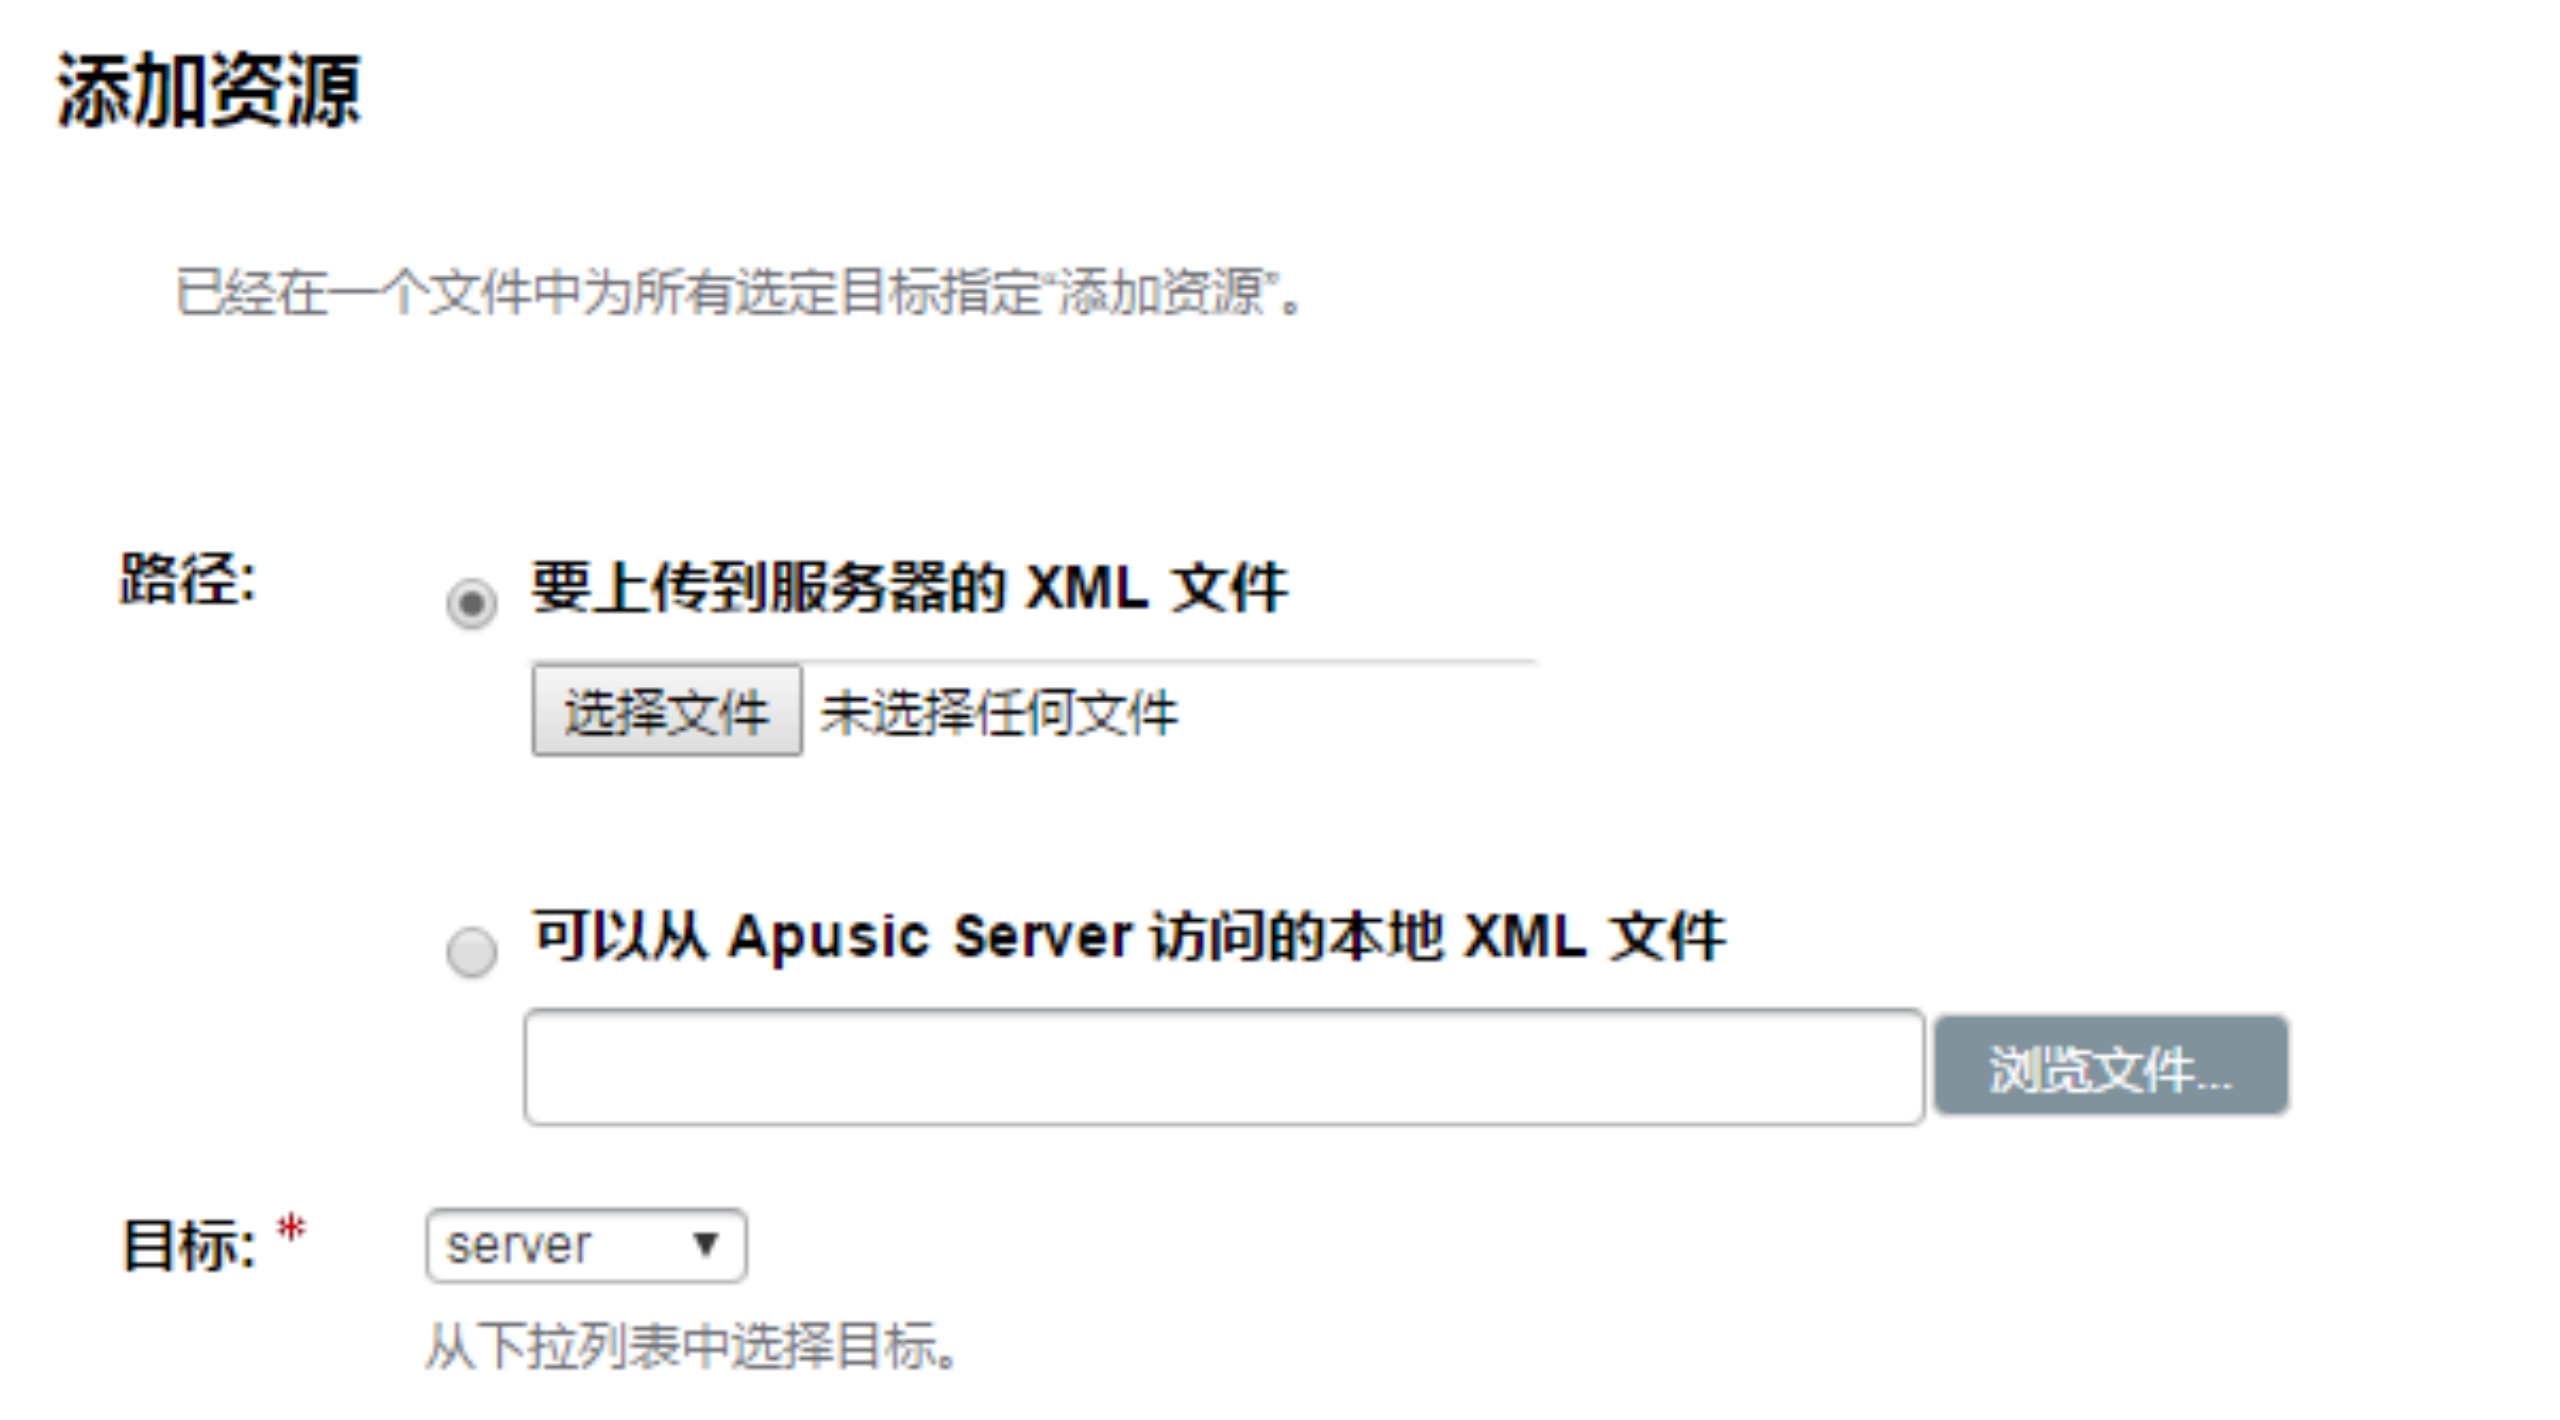 添加资源
已经在一个文件中为所有选定目标指定“添加资源”。
路径:
要上传到服务器的 XML 文件
选择文件 未选择任何文件
可以从 Apusic Server 访问的本地 XML 文件
浏览文件...
目标: * server
从下拉列表中选择目标。